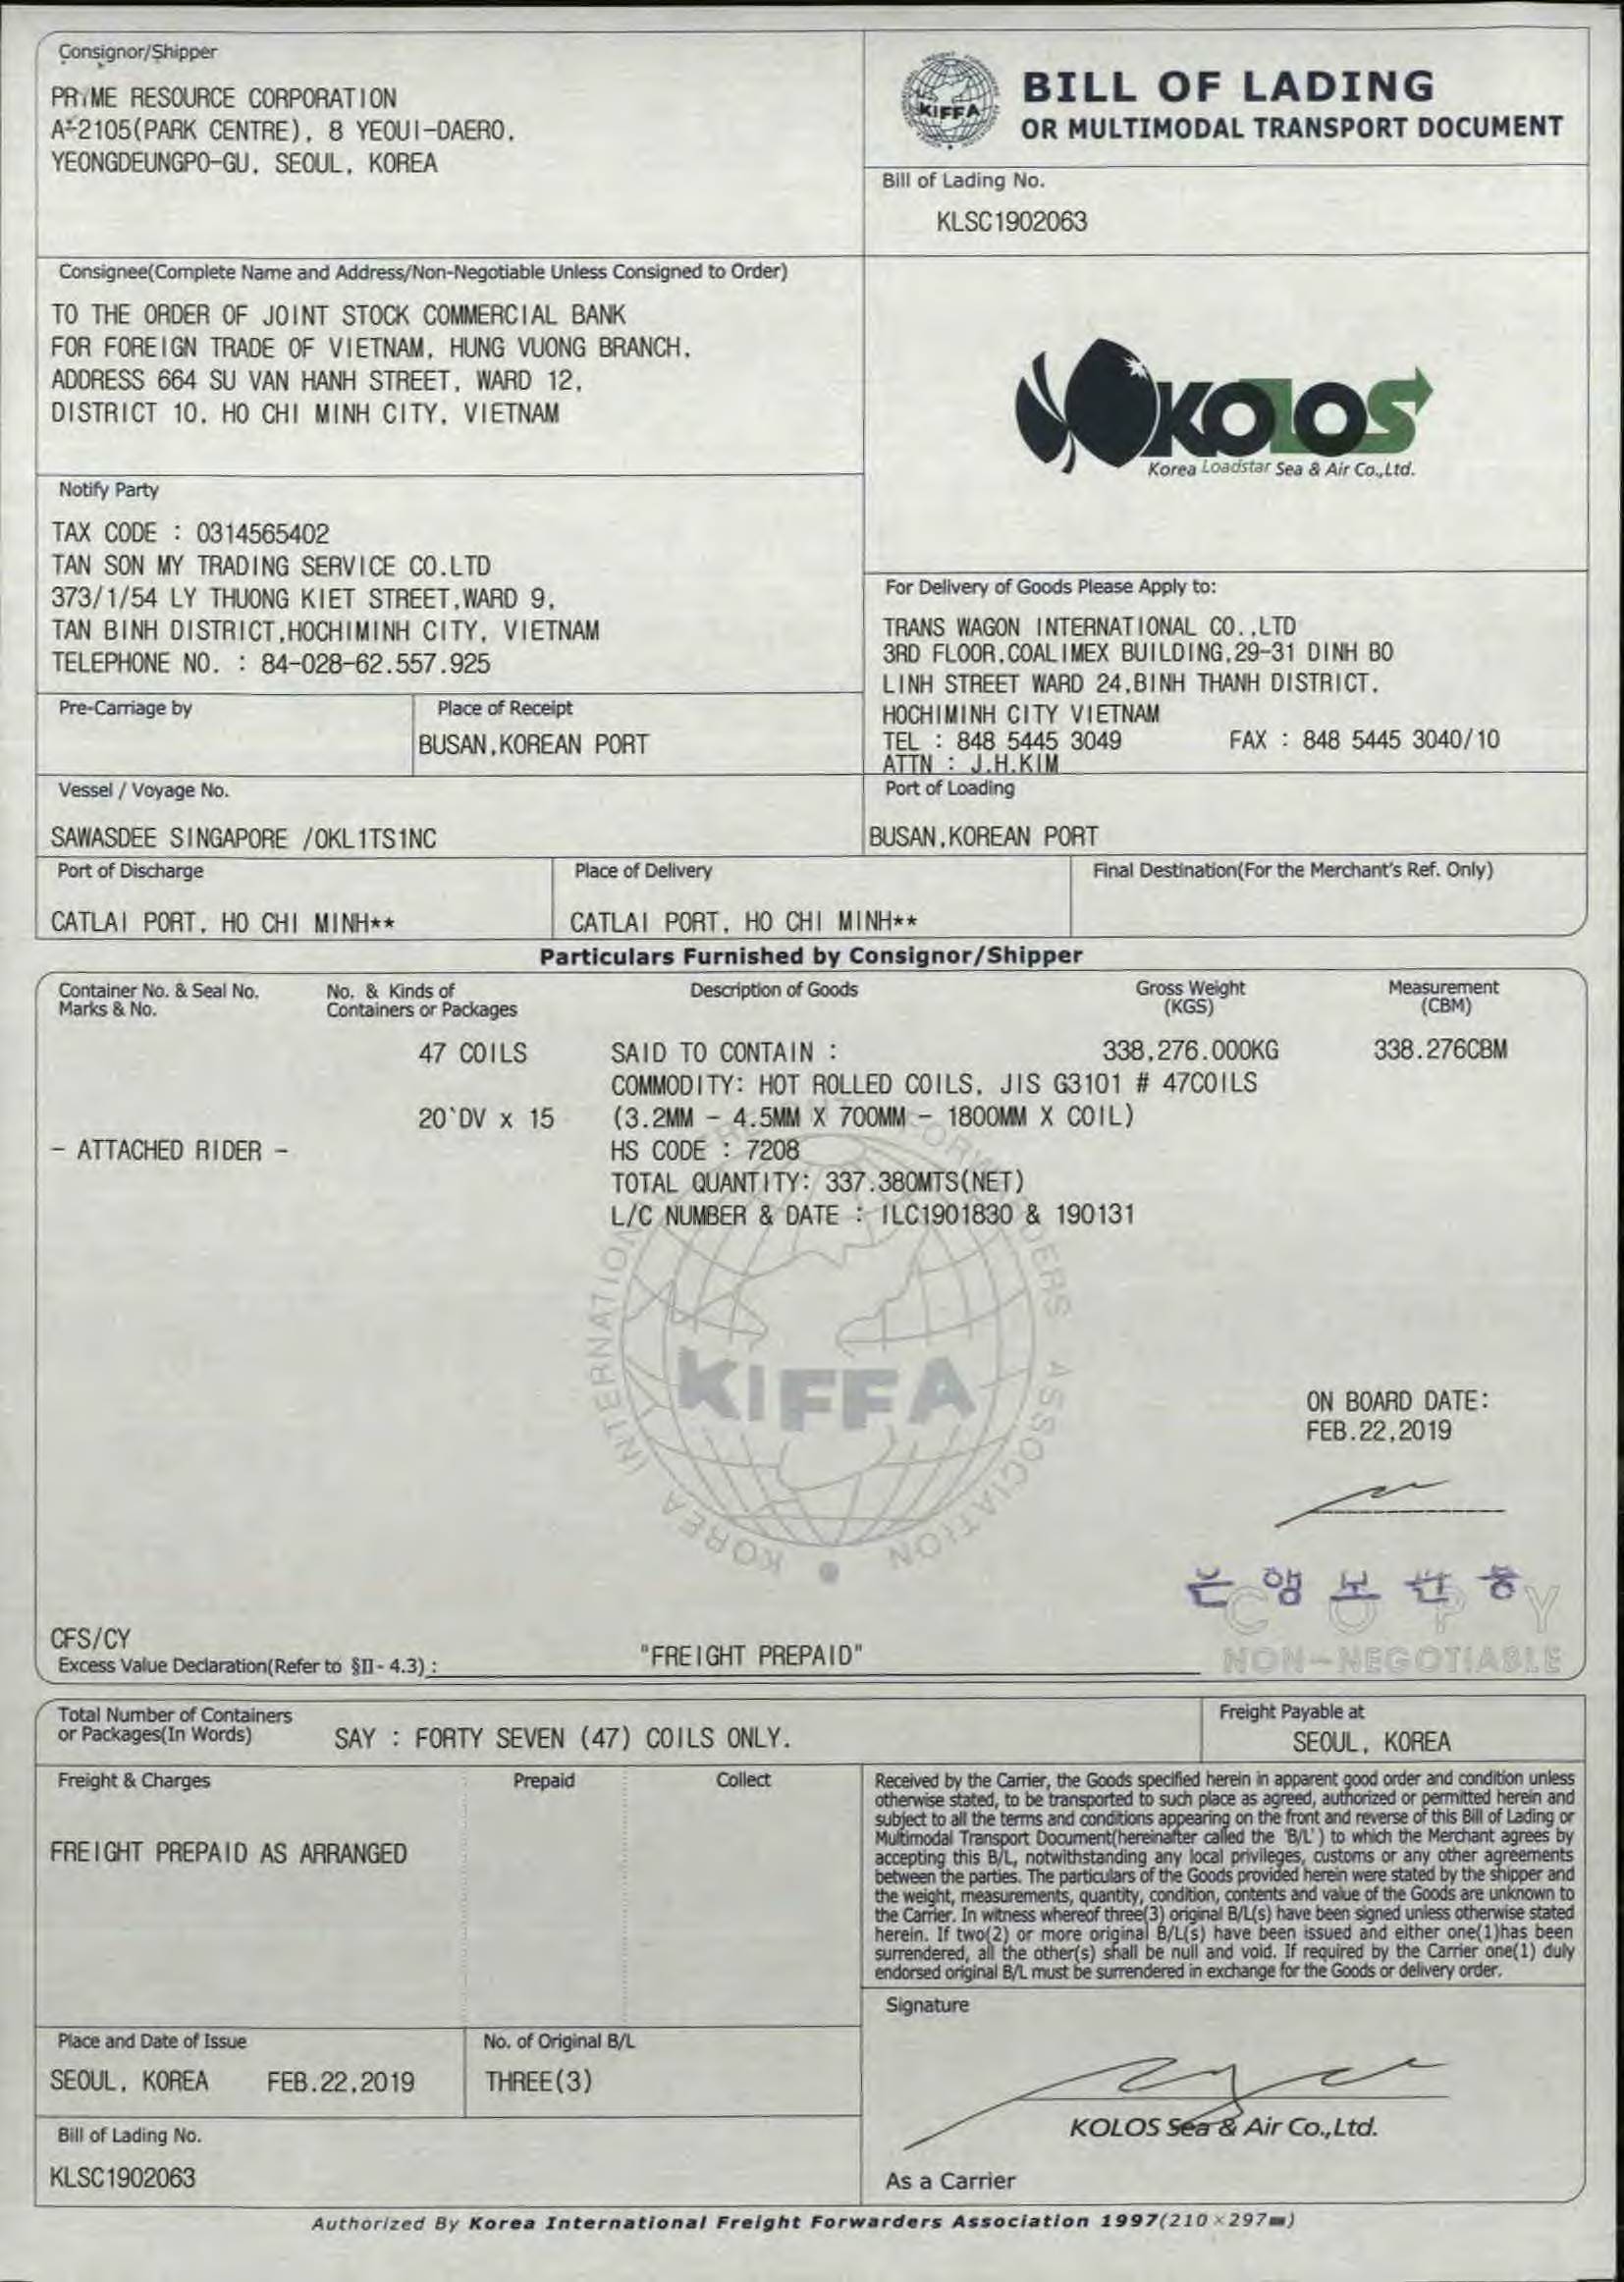 Consignor/Shipper
PRYME RESOURCE CORPORATION
A-2105(PARK CENTRE), 8 YEOUI-DAERO,
YEONGDEUNGPO-GU, SEOUL, KOREA
KIFFA
BILL OF LADING
OR MULTIMODAL TRANSPORT DOCUMENT
Bill of Lading No.
KLSC1902063
Consignee(Complete Name and Address/Non-Negotiable Unless Consigned to Order)
TO THE ORDER OF JOINT STOCK COMMERCIAL BANK
FOR FOREIGN TRADE OF VIETNAM, HUNG VUONG BRANCH,
ADDRESS 664 SU VAN HANH STREET, WARD 12,
DISTRICT 10, HO CHI MINH CITY, VIETNAM
KOLOS
Korea Loadstar Sea & Air Co.,Ltd.
Notify Party
TAX CODE : 0314565402
TAN SON MY TRADING SERVICE CO.LTD
373/1/54 LY THUONG KIET STREET,WARD 9,
TAN BINH DISTRICT,HOCHIMINH CITY, VIETNAM
TELEPHONE NO. : 84-028-62.557.925
For Delivery of Goods Please Apply to:
TRANS WAGON INTERNATIONAL CO.,LTD
3RD FLOOR,COALIMEX BUILDING,29-31 DINH BO
LINH STREET WARD 24,BINH THANH DISTRICT,
HOCHIMINH CITY VIETNAM
TEL : 848 5445 3049 FAX : 848 5445 3040/10
ATTN : J.H.KIM
Pre-Carriage by
Place of Receipt
BUSAN,KOREAN PORT
Vessel / Voyage No.
SAWASDEE SINGAPORE /OKL1TS1NC
Port of Loading
BUSAN,KOREAN PORT
Port of Discharge
CATLAI PORT, HO CHI MINH**
Place of Delivery
CATLAI PORT, HO CHI MINH**
Final Destination(For the Merchant's Ref. Only)
Particulars Furnished by Consignor/Shipper
Container No. & Seal No.
Marks & No.
No. & Kinds of
Containers or Packages
Description of Goods
Gross Weight
(KGS)
Measurement
(CBM)
47 COILS SAID TO CONTAIN : 338,276.000KG 338.276CBM
COMMODITY: HOT ROLLED COILS, JIS G3101 # 47COILS
20`DV x 15 (3.2MM - 4.5MM X 700MM - 1800MM X COIL)
- ATTACHED RIDER - HS CODE : 7208
TOTAL QUANTITY: 337.380MTS(NET)
L/C NUMBER & DATE : ILC1901830 & 190131
KIFFA
KOREA INTERNATIONAL FREIGHT FORWARDERS ASSOCIATION
ON BOARD DATE:
FEB.22,2019
은행보관용
COPY
NON-NEGOTIABLE
CFS/CY
Excess Value Declaration(Refer to §II- 4.3) :
"FREIGHT PREPAID"
Total Number of Containers
or Packages(In Words)
SAY : FORTY SEVEN (47) COILS ONLY.
Freight Payable at
SEOUL, KOREA
Freight & Charges Prepaid Collect
FREIGHT PREPAID AS ARRANGED
Received by the Carrier, the Goods specified herein in apparent good order and condition unless
otherwise stated, to be transported to such place as agreed, authorized or permitted herein and
subject to all the terms and conditions appearing on the front and reverse of this Bill of Lading or
Multimodal Transport Document(hereinafter called the 'B/L') to which the Merchant agrees by
accepting this B/L, notwithstanding any local privileges, customs or any other agreements
between the parties. The particulars of the Goods provided herein were stated by the shipper and
the weight, measurements, quantity, condition, contents and value of the Goods are unknown to
the Carrier. In witness whereof three(3) original B/L(s) have been signed unless otherwise stated
herein. If two(2) or more original B/L(s) have been issued and either one(1)has been
surrendered, all the other(s) shall be null and void. If required by the Carrier one(1) duly
endorsed original B/L must be surrendered in exchange for the Goods or delivery order.
Place and Date of Issue
SEOUL, KOREA FEB.22,2019
No. of Original B/L
THREE(3)
Bill of Lading No.
KLSC1902063
Signature
KOLOS Sea & Air Co.,Ltd.
As a Carrier
Authorized By Korea International Freight Forwarders Association 1997(210×297㎜)